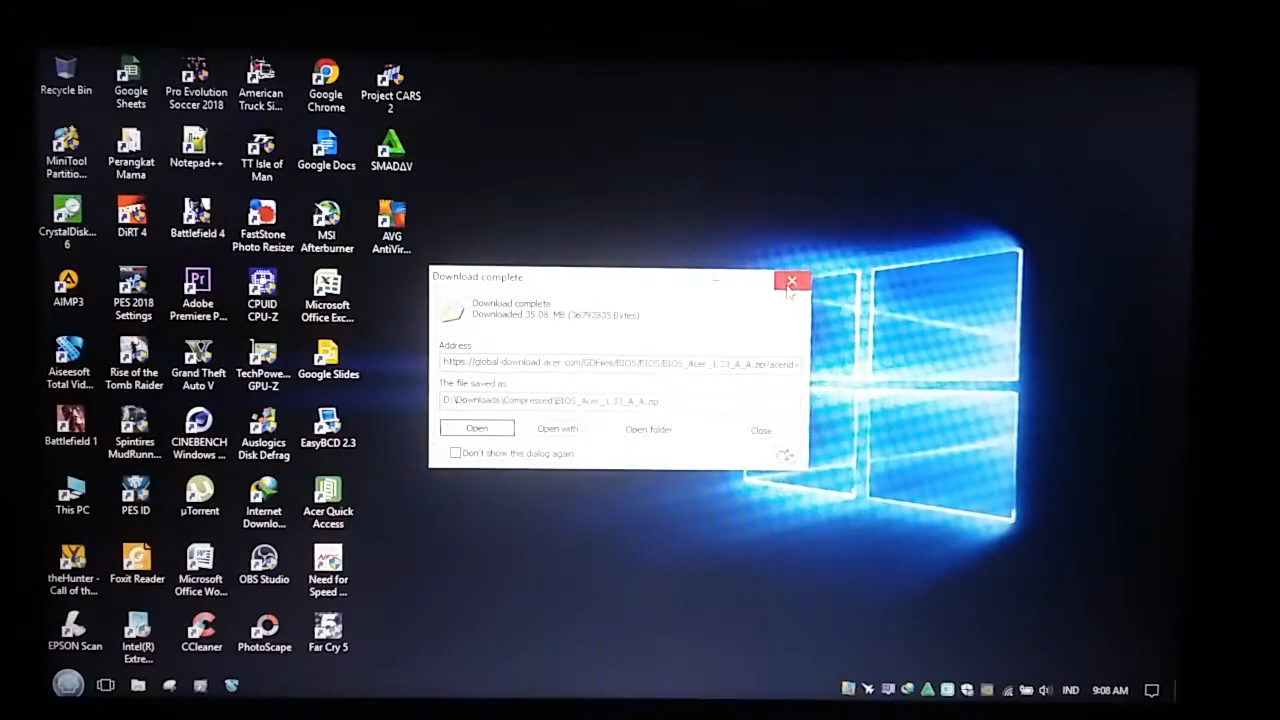 Recycle Bin
Google
Sheets
Pro Evolution
Soccer 2018
American
Truck Si...
Google
Chrome
Project CARS
2
MiniTool
Partitio...
Perangkat
Mama
Notepad++
TT Isle of
Man
Google Docs
SMADΔV
CrystalDisk...
6
DiRT 4
Battlefield 4
FastStone
Photo Resizer
MSI
Afterburner
AVG
AntiVir...
AIMP3
PES 2018
Settings
Adobe
Premiere P...
CPUID
CPU-Z
Microsoft
Office Exc...
Aiseesoft
Total Vid...
Rise of the
Tomb Raider
Grand Theft
Auto V
TechPowe...
GPU-Z
Google Slides
Battlefield 1
Spintires
MudRunn...
CINEBENCH
Windows ...
Auslogics
Disk Defrag
EasyBCD 2.3
This PC
PES ID
µTorrent
Internet
Downlo...
Acer Quick
Access
theHunter -
Call of th...
Foxit Reader
Microsoft
Office Wo...
OBS Studio
Need for
Speed ...
EPSON Scan
Intel(R)
Extre...
CCleaner
PhotoScape
Far Cry 5
Download complete
Download complete
Downloaded 35.08 MB (36792835 Bytes)
Address
https://global-download.acer.com/GDFiles/BIOS/BIOS/BIOS_Acer_1.33_A_A.zip?acerid=
The file saved as
D:\Downloads\Compressed\BIOS_Acer_1.33_A_A.zip
Open
Open with...
Open folder
Close
Don't show this dialog again
IND
9:08 AM